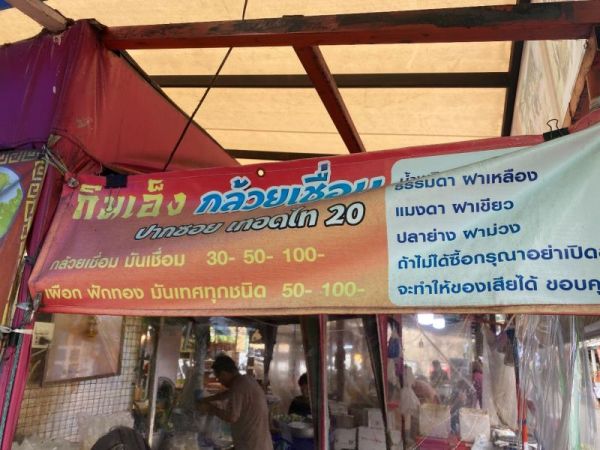 กิมเอ็ง กล้วยเชื่อม
ปากซอย เทอดไท 20
กล้วยเชื่อม มันเชื่อม 30- 50- 100-
เผือก ฟักทอง มันเทศทุกชนิด 50- 100-
ธรรมดา ฝาเหลือง
แมงดา ฝาเขียว
ปลาย่าง ฝาม่วง
ถ้าไม่ได้ซื้อกรุณาอย่าเปิด
จะทำให้ของเสียได้